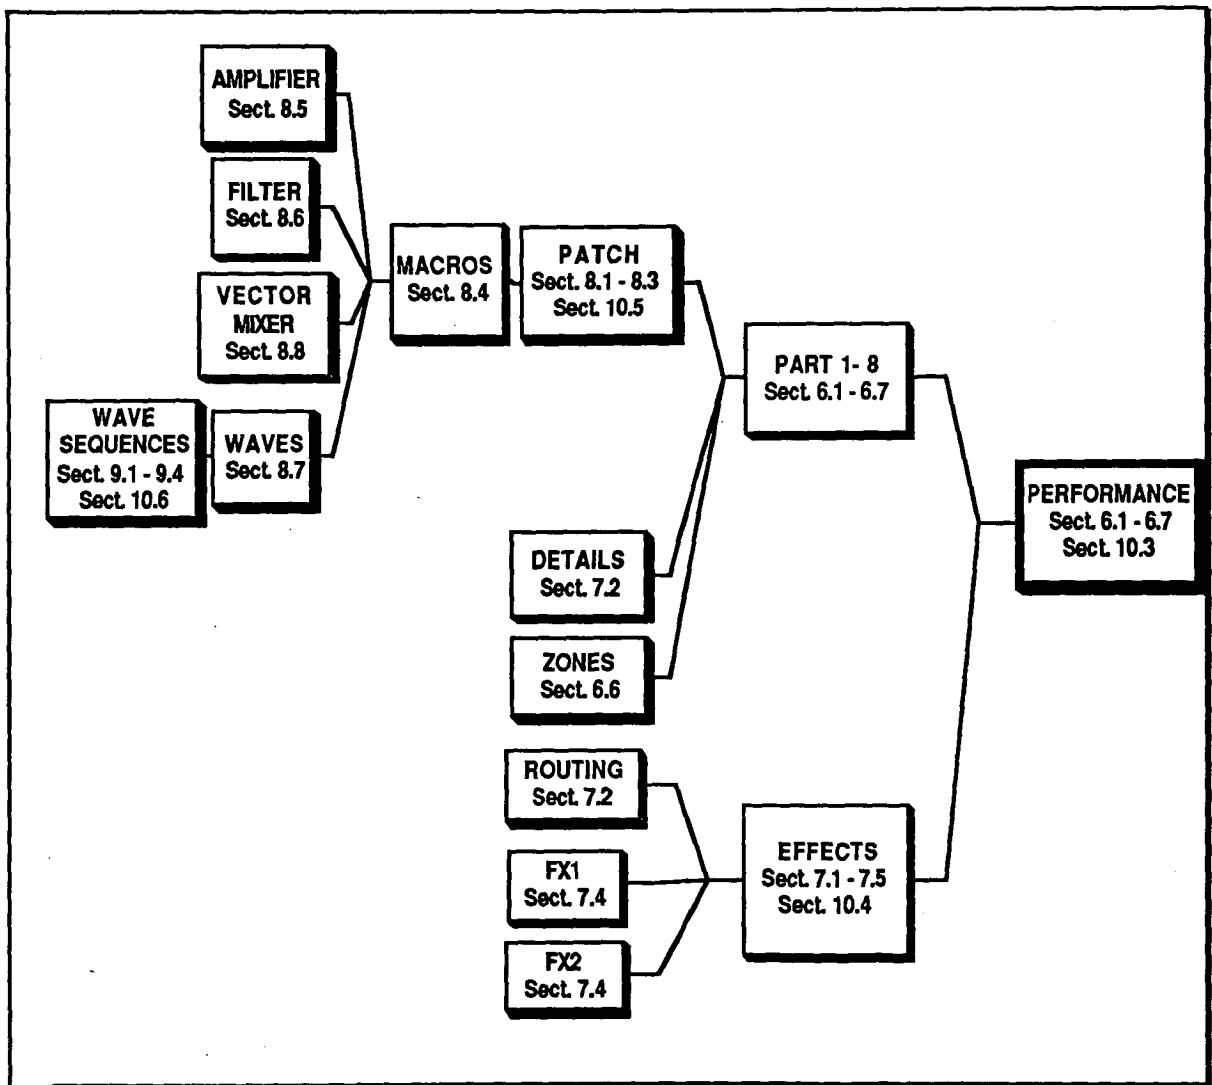 AMPLIFIER
Sect. 8.5
FILTER
Sect. 8.6
VECTOR
MIXER
Sect. 8.8
WAVE
SEQUENCES
Sect. 9.1 - 9.4
Sect. 10.6
WAVES
Sect. 8.7
MACROS
Sect. 8.4
PATCH
Sect. 8.1 - 8.3
Sect. 10.5
PART 1- 8
Sect. 6.1 - 6.7
DETAILS
Sect. 7.2
ZONES
Sect. 6.6
ROUTING
Sect. 7.2
FX1
Sect. 7.4
FX2
Sect. 7.4
EFFECTS
Sect. 7.1 - 7.5
Sect. 10.4
PERFORMANCE
Sect. 6.1 - 6.7
Sect. 10.3